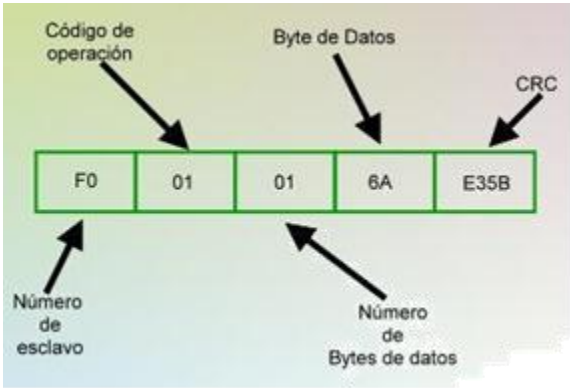 Código de
operación
Byte de Datos
CRC
F0 01 01 6A E35B
Número
de
esclavo
Número
de
Bytes de datos